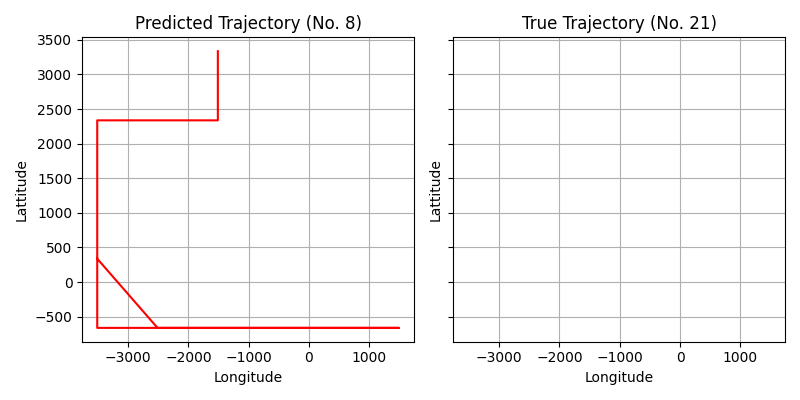 Predicted Trajectory (No. 8)
True Trajectory (No. 21)
Lattitude
3500
3000
2500
2000
1500
1000
500
0
−500
−3000 −2000 −1000 0 1000
Longitude
Lattitude
−3000 −2000 −1000 0 1000
Longitude